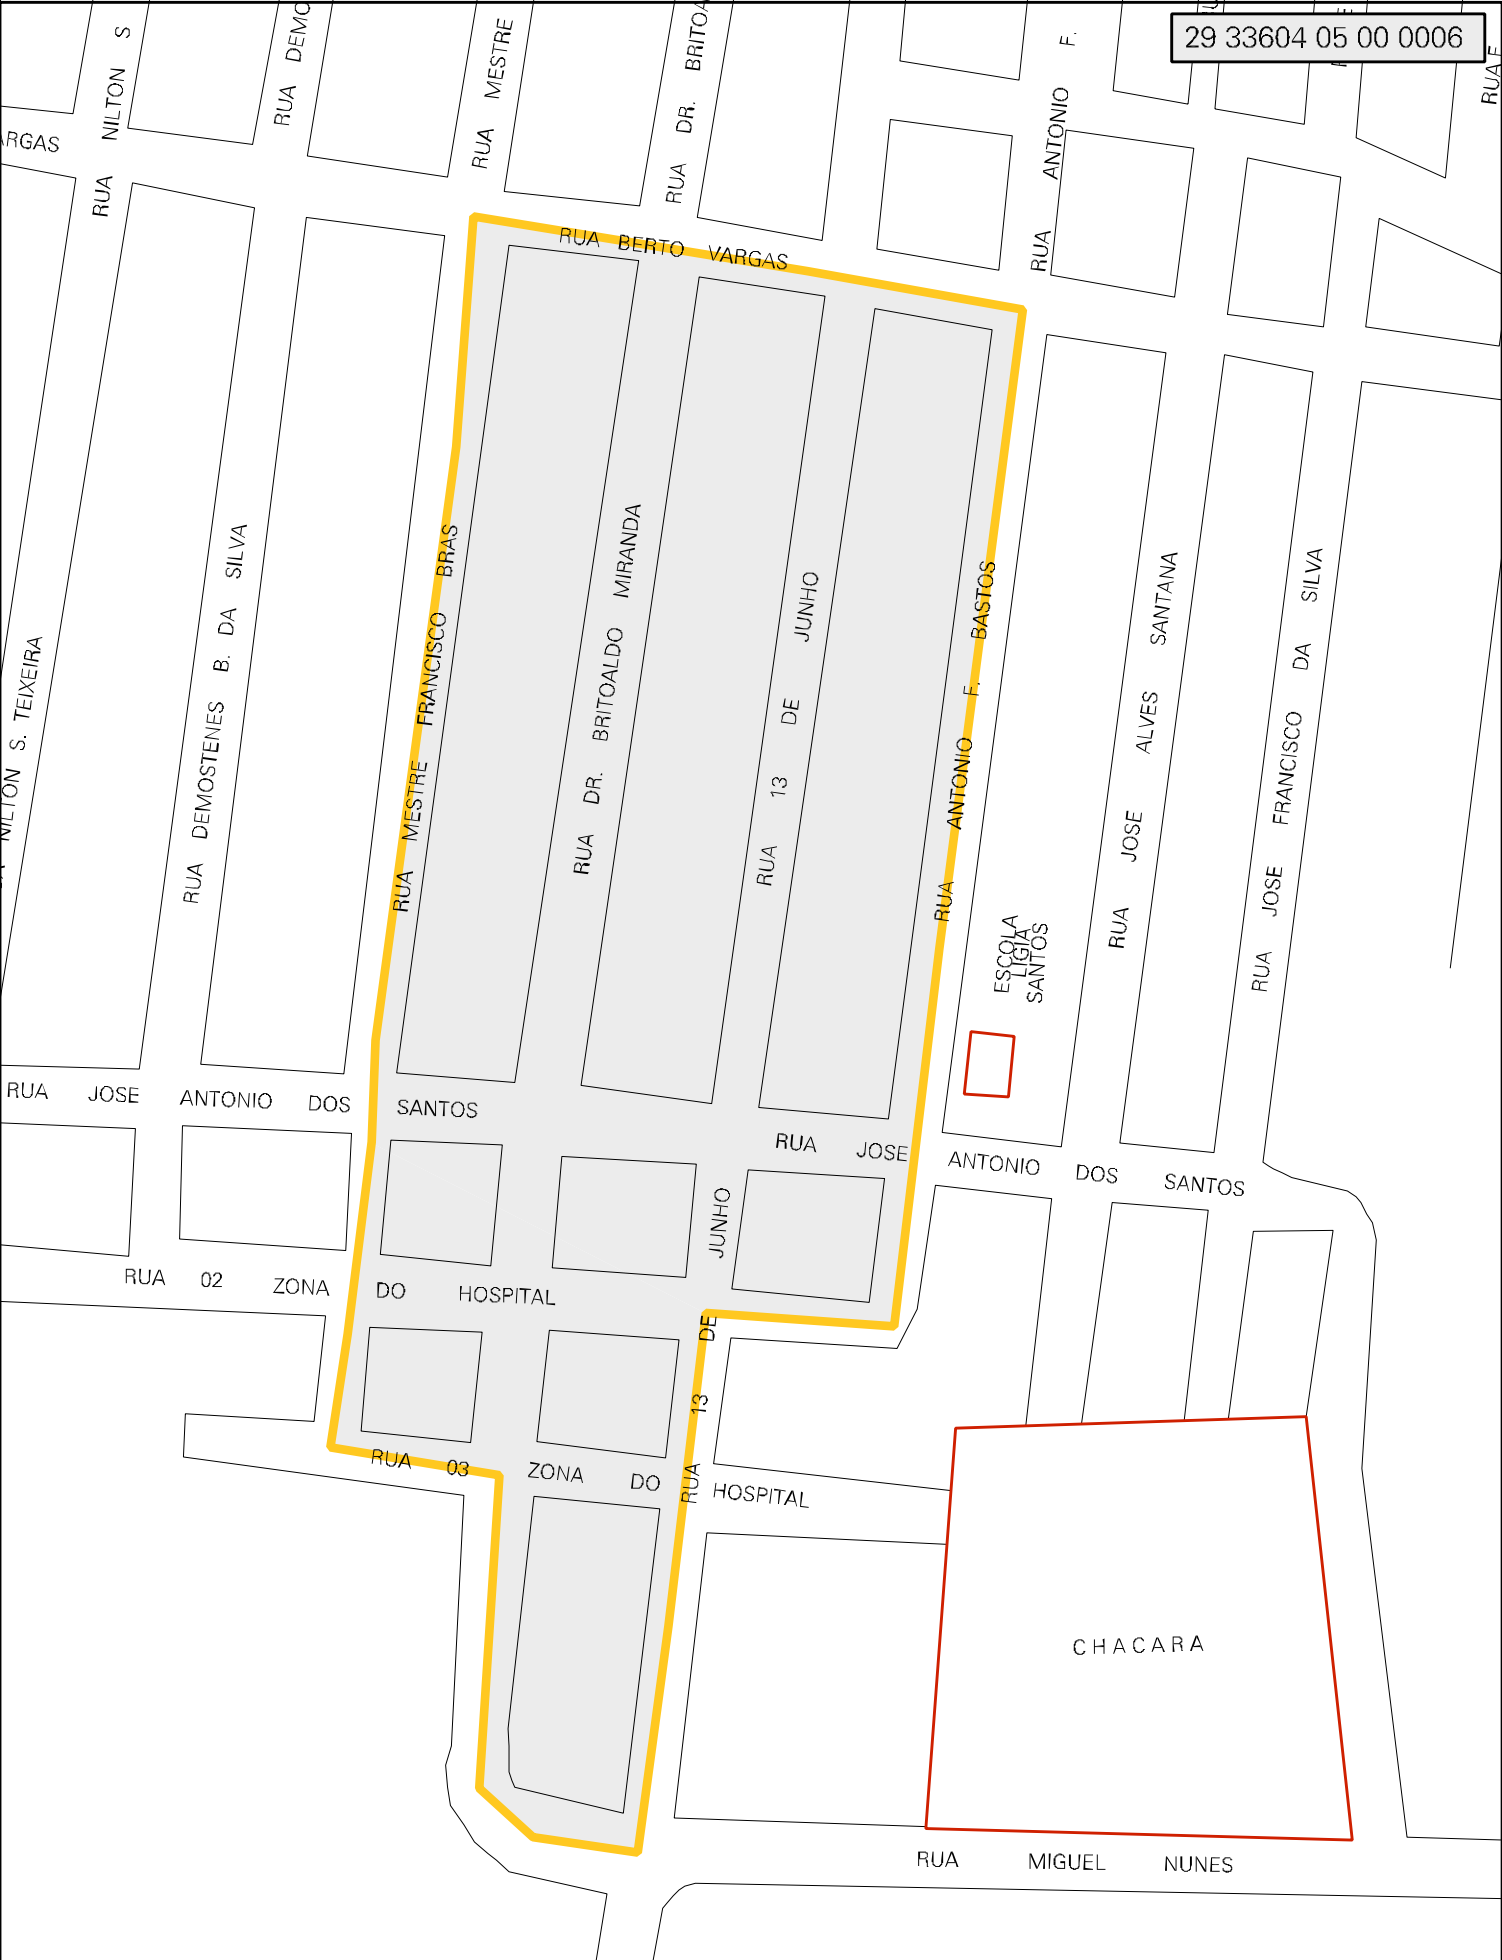 29 33604 05 00 0006
RUA NILTON S
RUA DEMO
RUA MESTRE
RUA DR. BRITOA
RUA ANTONIO F.
ARGAS
RUA BERTO VARGAS
NILTON S. TEIXEIRA
RUA DEMOSTENES B. DA SILVA
RUA MESTRE FRANCISCO BRAS
RUA DR. BRITOALDO MIRANDA
RUA 13 DE JUNHO
RUA ANTONIO F. BASTOS
RUA JOSE ALVES SANTANA
RUA JOSE FRANCISCO DA SILVA
ESCOLA
LIGIA
SANTOS
RUA JOSE ANTONIO DOS SANTOS
RUA JOSE ANTONIO DOS SANTOS
RUA 02 ZONA DO HOSPITAL
RUA 13 DE JUNHO
RUA 03 ZONA DO HOSPITAL
CHACARA
RUA MIGUEL NUNES